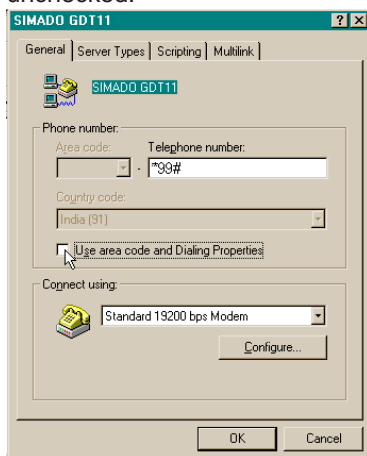 unchecked.
SIMADO GDT11
General Server Types Scripting Multilink
SIMADO GDT11
Phone number:
Area code: Telephone number:
- "*99#
Country code:
India (91)
Use area code and Dialing Properties
Connect using:
Standard 19200 bps Modem
Configure...
OK Cancel